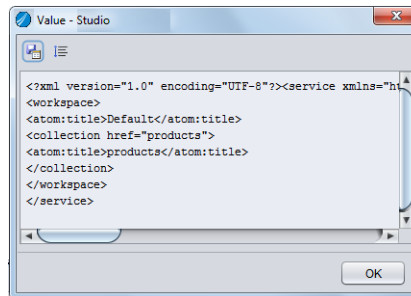 Value - Studio
<?xml version="1.0" encoding="UTF-8"?><service xmlns="ht
<workspace>
<atom:title>Default</atom:title>
<collection href="products">
<atom:title>products</atom:title>
</collection>
</workspace>
</service>
OK